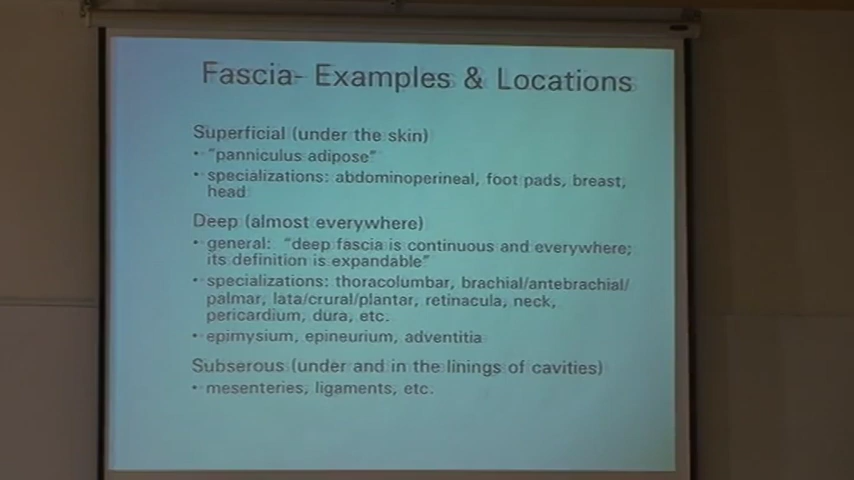 Fascia- Examples & Locations
Superficial (under the skin)
• "panniculus adipose"
• specializations: abdominoperineal, foot pads, breast,
head
Deep (almost everywhere)
• general: "deep fascia is continuous and everywhere;
its definition is expandable"
• specializations: thoracolumbar, brachial/antebrachial/
palmar, lata/crural/plantar, retinacula, neck,
pericardium, dura, etc.
• epimysium, epineurium, adventitia
Subserous (under and in the linings of cavities)
• mesenteries, ligaments, etc.